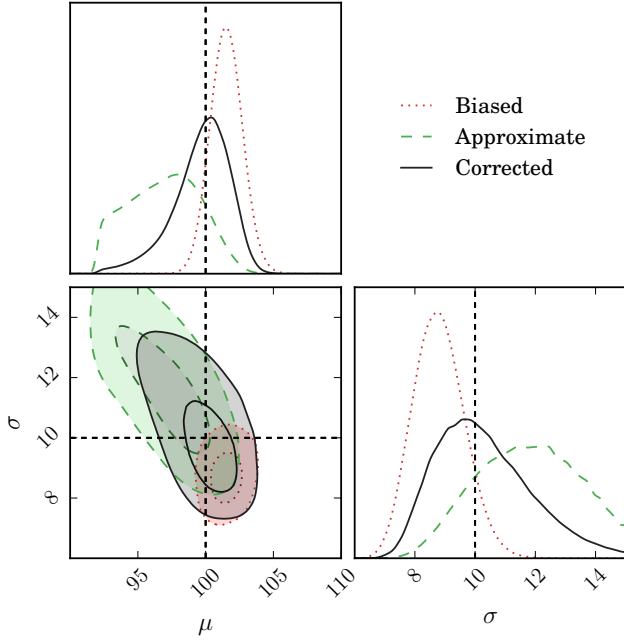 Biased
Approximate
Corrected
14
12
10
8
σ
95
100
105
110
μ
8
10
12
14
σ